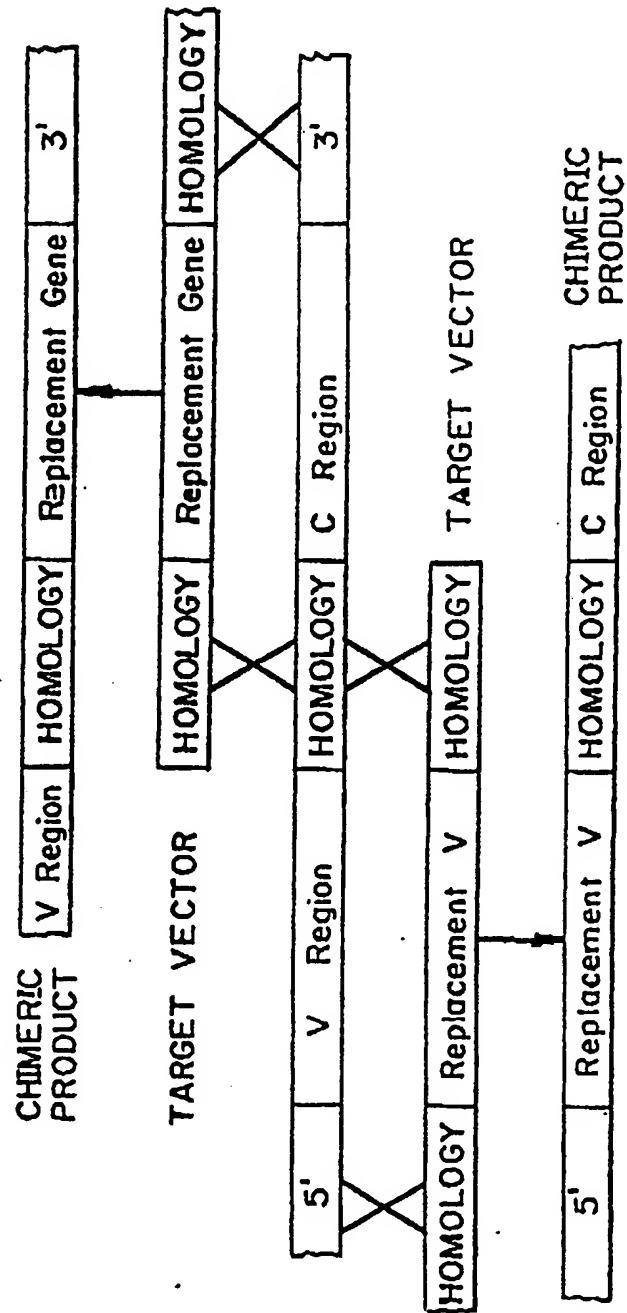 CHIMERIC
PRODUCT
V Region HOMOLOGY Replacement Gene 3'
TARGET VECTOR
HOMOLOGY Replacement Gene HOMOLOGY
5' V Region HOMOLOGY C Region 3'
HOMOLOGY Replacement V HOMOLOGY
TARGET VECTOR
5' Replacement V HOMOLOGY C Region
CHIMERIC
PRODUCT